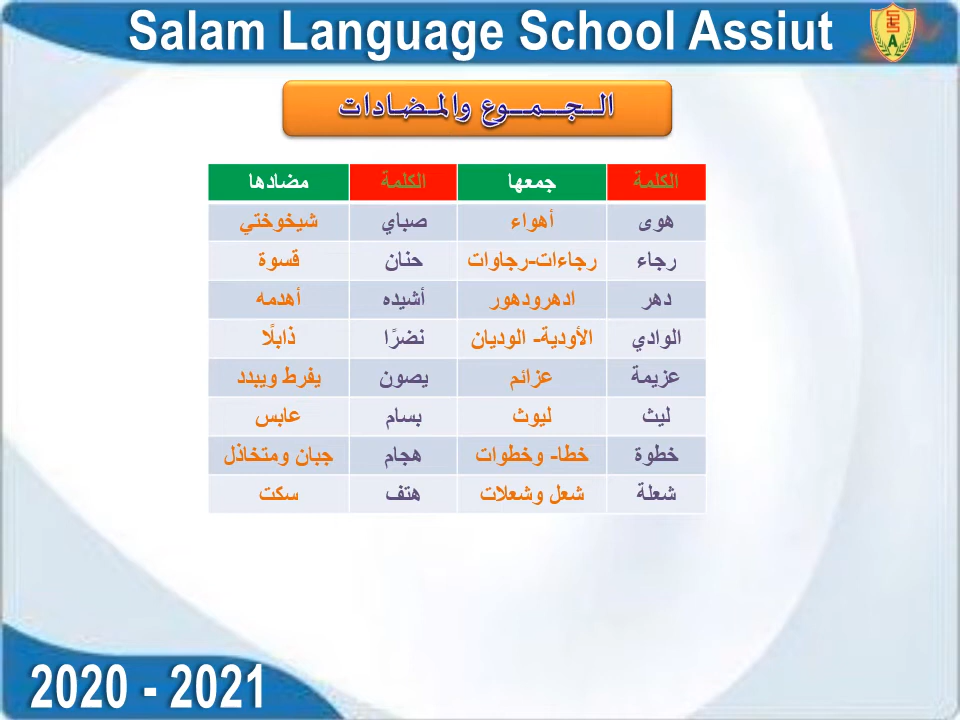 Salam Language School Assiut
الجموع والمضادات
الكلمة جمعها الكلمة مضادها
هوى أهواء صباي شيخوختي
رجاء رجاءات-رجاوات حنان قسوة
دهر ادهرودهور أشيده أهدمه
الوادي الأودية- الوديان نضرًا ذابلًا
عزيمة عزائم يصون يفرط ويبدد
ليث ليوث بسام عابس
خطوة خطا- وخطوات هجام جبان ومتخاذل
شعلة شعل وشعلات هتف سكت
2020 - 2021